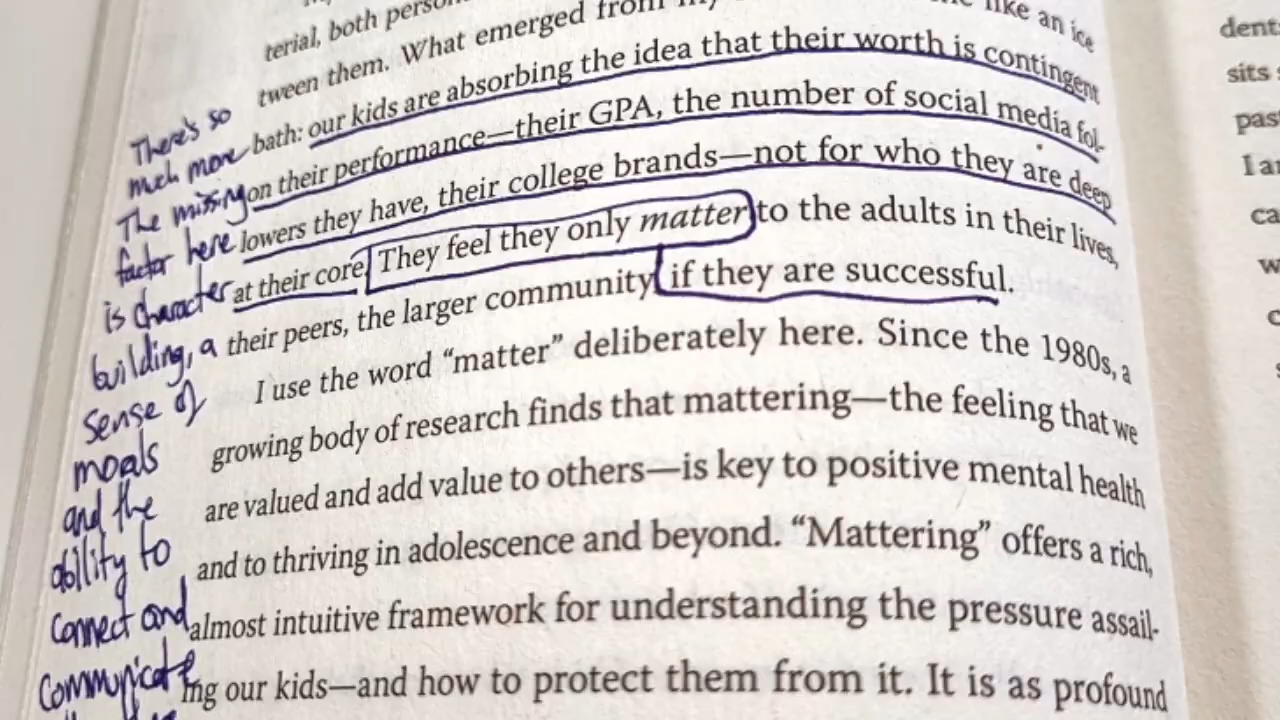 terial, both
tween them. What emerged from
like an ice
bath: our kids are absorbing the idea that their worth is contingent
on their performance—their GPA, the number of social media fol-
lowers they have, their college brands—not for who they are deep
at their core. They feel they only matter to the adults in their lives,
their peers, the larger community if they are successful.
I use the word “matter” deliberately here. Since the 1980s, a
growing body of research finds that mattering—the feeling that we
are valued and add value to others—is key to positive mental health
and to thriving in adolescence and beyond. “Mattering” offers a rich,
almost intuitive framework for understanding the pressure assail-
ing our kids—and how to protect them from it. It is as profound
There's so
much more
The missing
factor here
is character
building, a
sense of
morals
and the
ability to
connect and
communicate
dent
sits
past
I a
ca
w